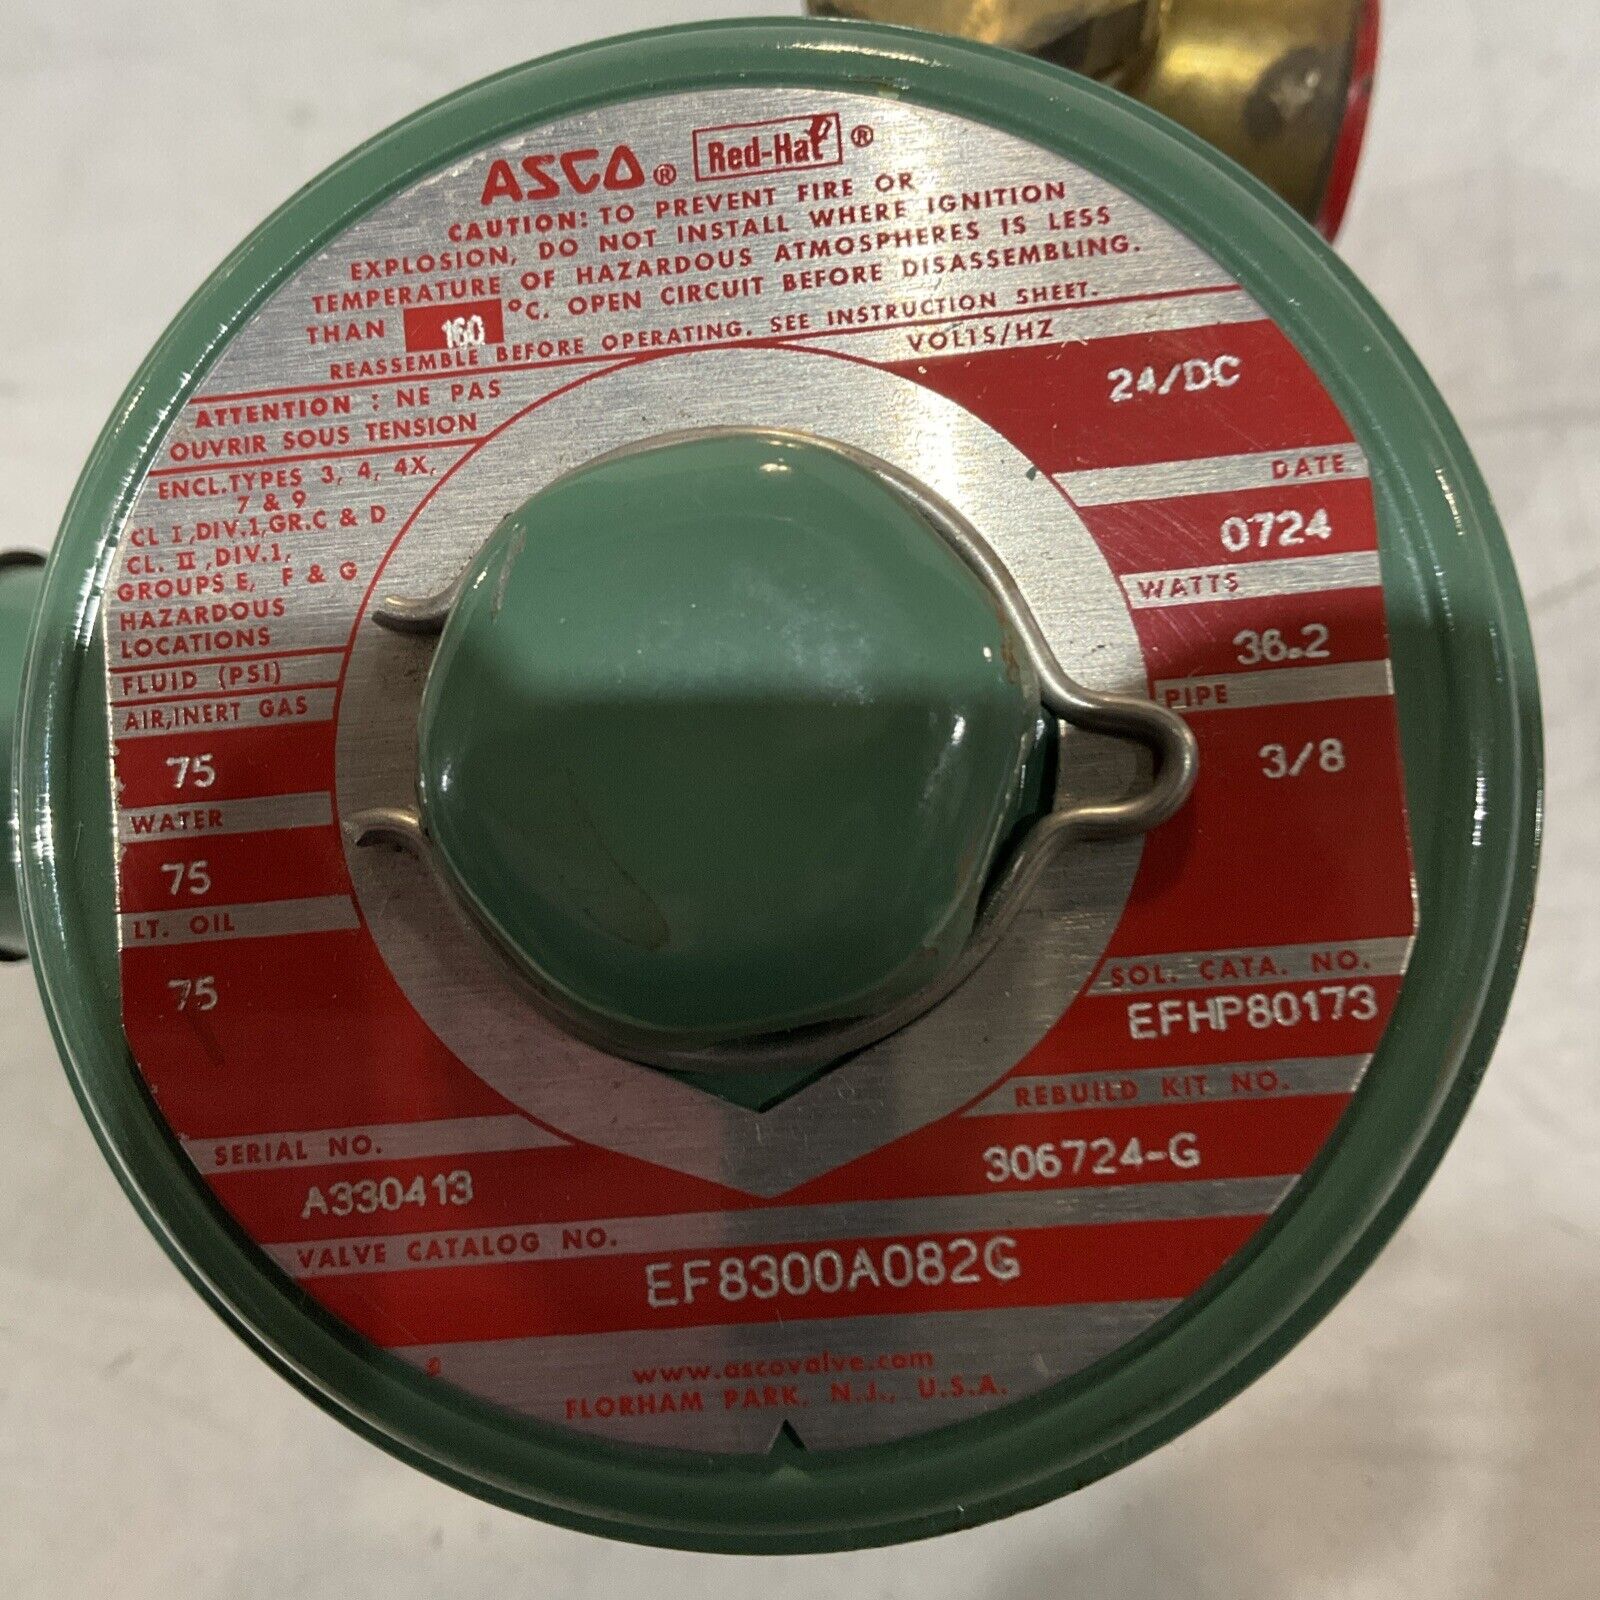 ASCO® Red-Hat®
CAUTION: TO PREVENT FIRE OR
EXPLOSION, DO NOT INSTALL WHERE IGNITION
TEMPERATURE OF HAZARDOUS ATMOSPHERES IS LESS
THAN 160 °C. OPEN CIRCUIT BEFORE DISASSEMBLING.
REASSEMBLE BEFORE OPERATING. SEE INSTRUCTION SHEET.
ATTENTION : NE PAS
OUVRIR SOUS TENSION
ENCL.TYPES 3, 4, 4X,
7 & 9
CL I,DIV.1,GR.C & D
CL. II,DIV.1,
GROUPS E, F & G
HAZARDOUS
LOCATIONS
FLUID (PSI)
AIR,INERT GAS
75
WATER
75
LT. OIL
75
VOLTS/HZ
24/DC
DATE
0724
WATTS
36.2
PIPE
3/8
SOL. CATA. NO.
EFHP80173
REBUILD KIT NO.
306724-G
SERIAL NO.
A330413
VALVE CATALOG NO.
EF8300A082G
www.ascovalve.com
FLORHAM PARK, N.J., U.S.A.